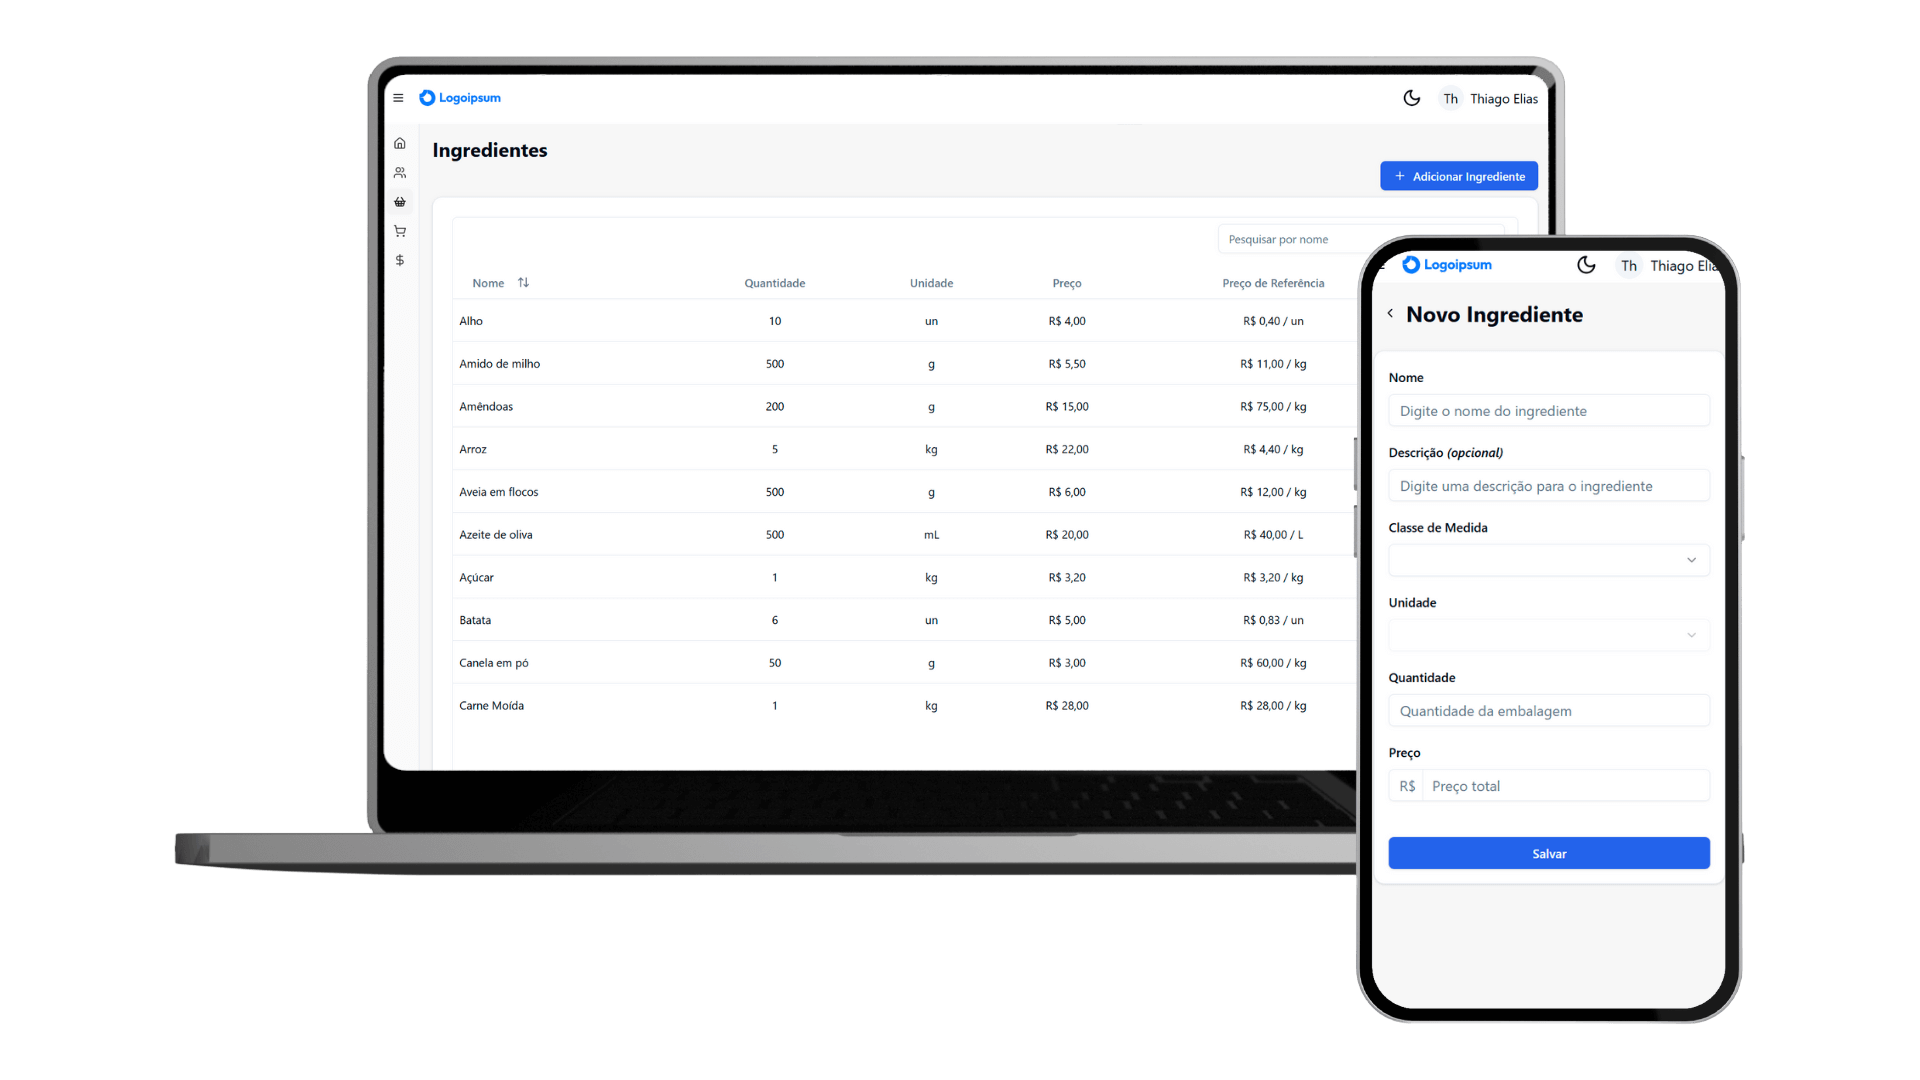 Logoipsum
Th Thiago Elias
Ingredientes
+ Adicionar Ingrediente
Pesquisar por nome
Nome Quantidade Unidade Preço Preço de Referência
Alho 10 un R$ 4,00 R$ 0,40 / un
Amido de milho 500 g R$ 5,50 R$ 11,00 / kg
Amêndoas 200 g R$ 15,00 R$ 75,00 / kg
Arroz 5 kg R$ 22,00 R$ 4,40 / kg
Aveia em flocos 500 g R$ 6,00 R$ 12,00 / kg
Azeite de oliva 500 mL R$ 20,00 R$ 40,00 / L
Açúcar 1 kg R$ 3,20 R$ 3,20 / kg
Batata 6 un R$ 5,00 R$ 0,83 / un
Canela em pó 50 g R$ 3,00 R$ 60,00 / kg
Carne Moída 1 kg R$ 28,00 R$ 28,00 / kg
Logoipsum Th Thiago Elia
Novo Ingrediente
Nome
Digite o nome do ingrediente
Descrição (opcional)
Digite uma descrição para o ingrediente
Classe de Medida
Unidade
Quantidade
Quantidade da embalagem
Preço
R$ Preço total
Salvar